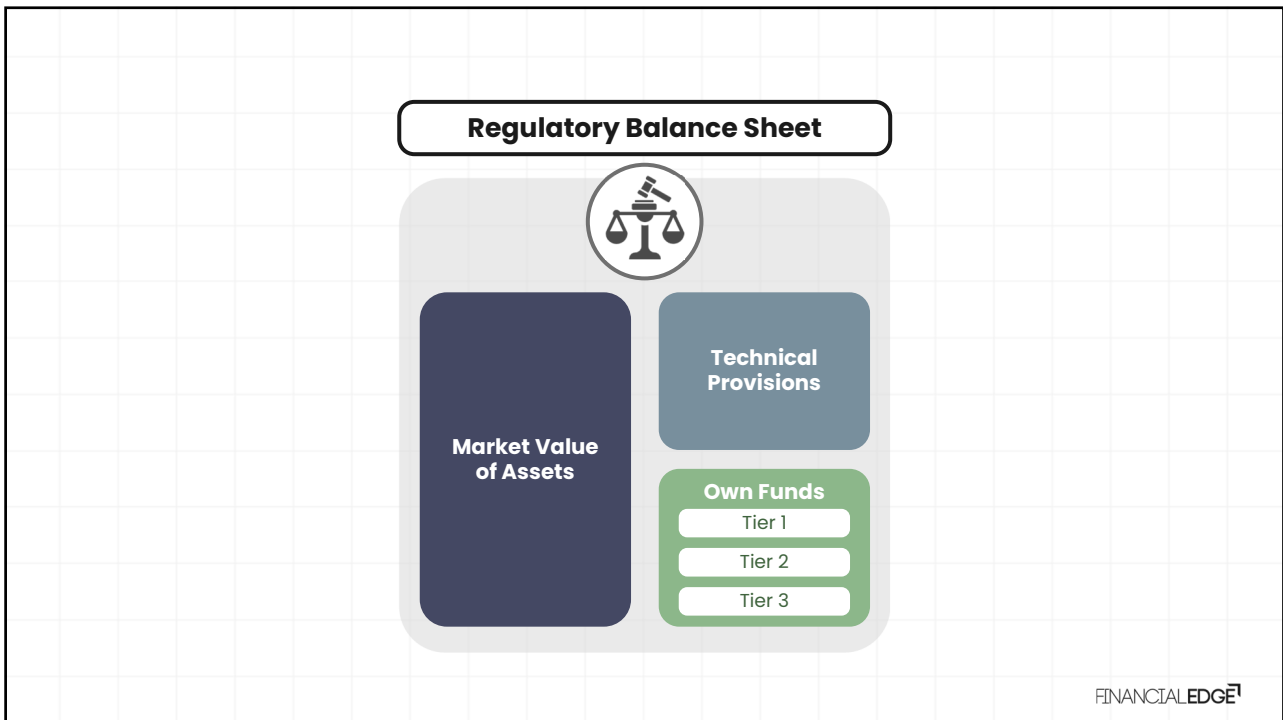 Regulatory Balance Sheet
Market Value
of Assets
Technical
Provisions
Own Funds
Tier 1
Tier 2
Tier 3
FINANCIALEDGE